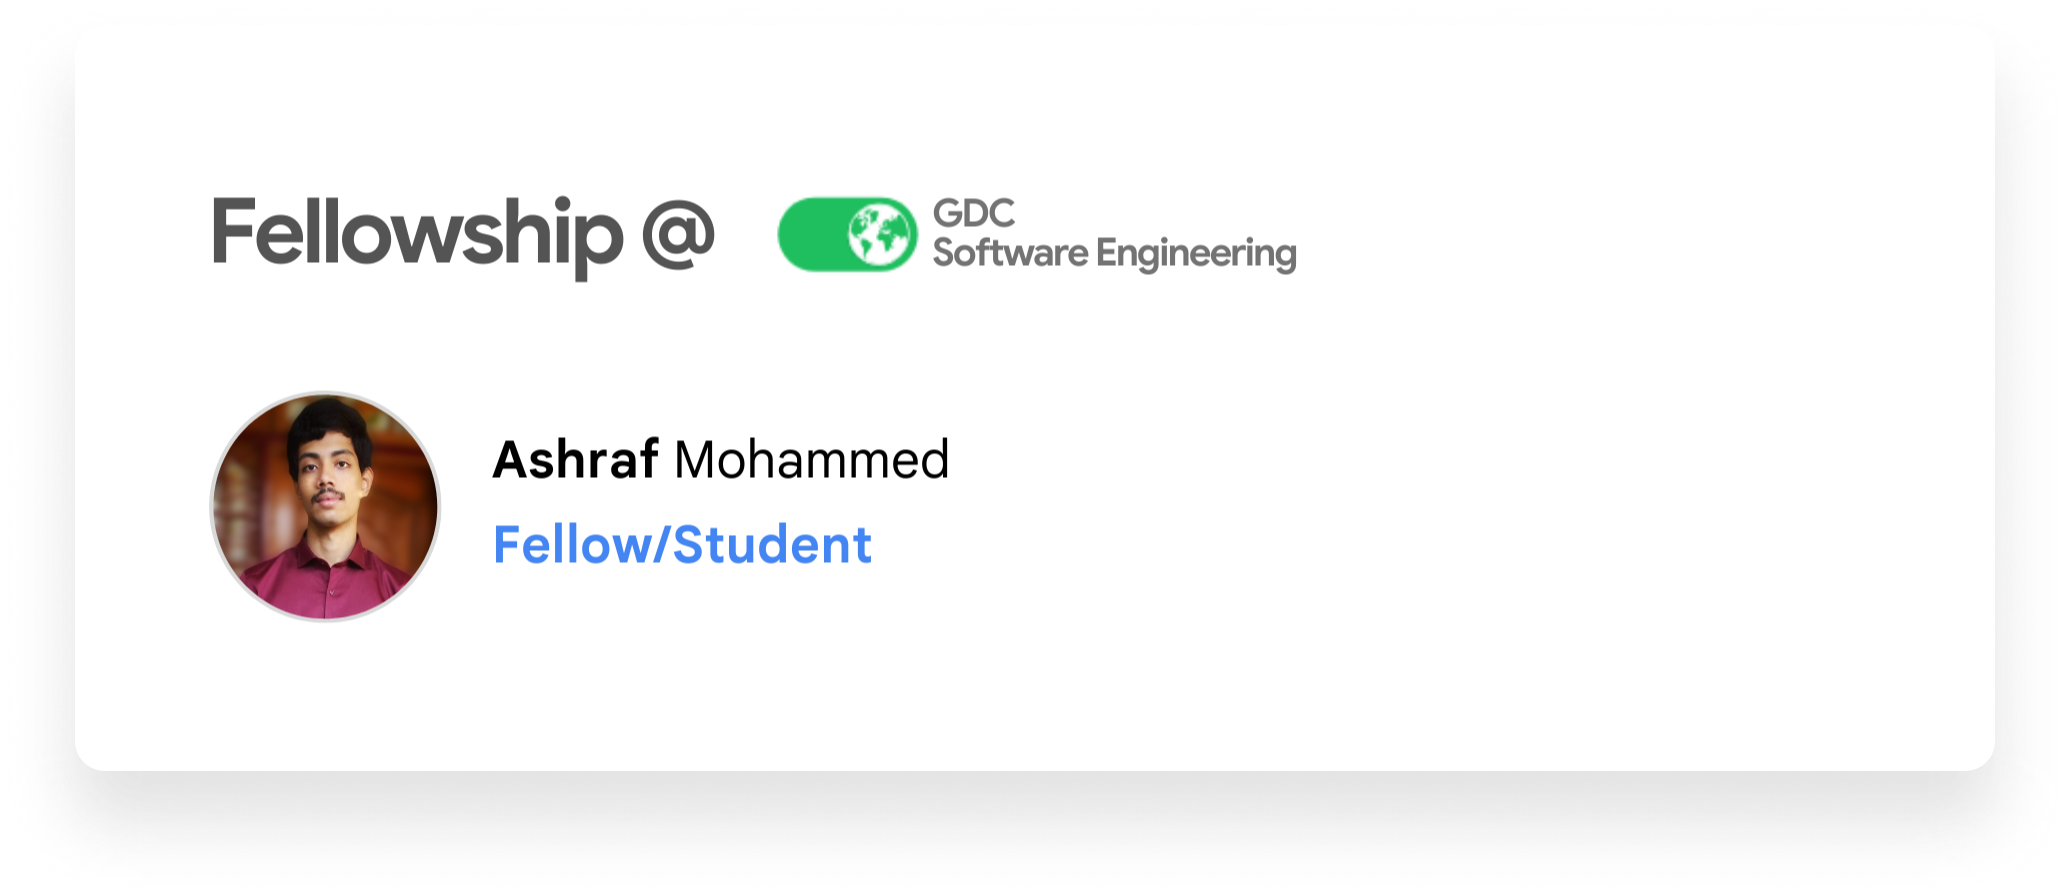 Fellowship @
GDC
Software Engineering
Ashraf Mohammed
Fellow/Student